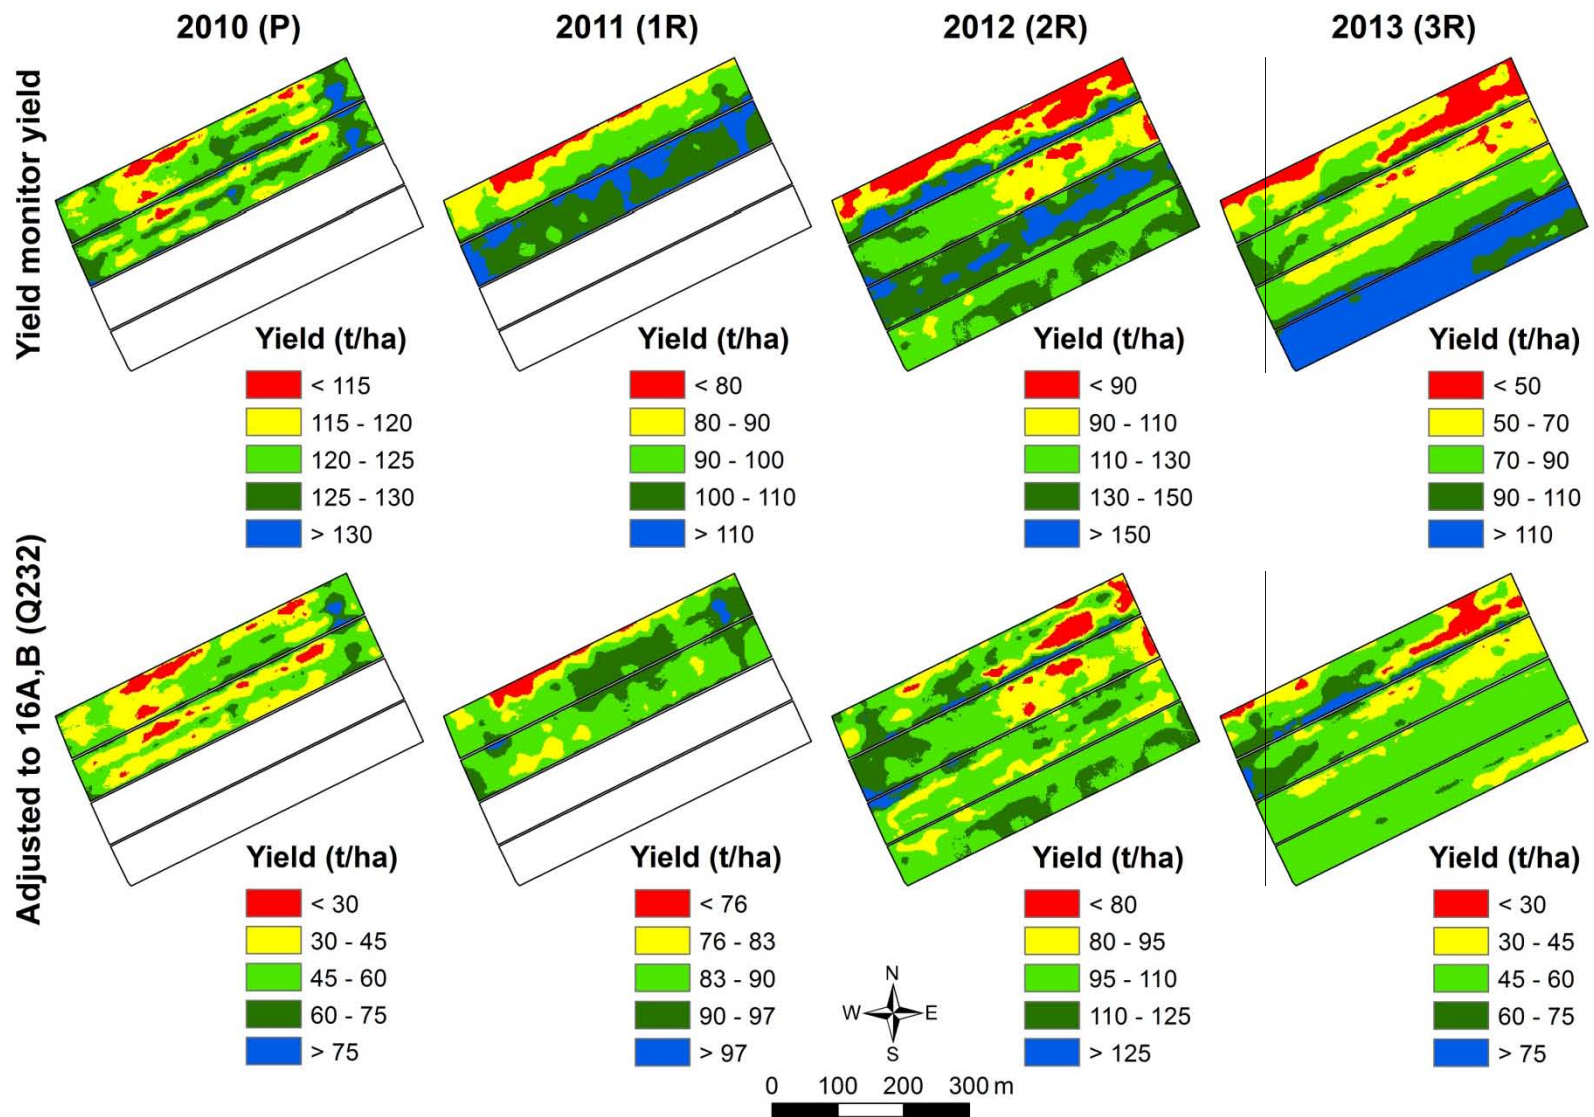 2010 (P)
2011 (1R)
2012 (2R)
2013 (3R)
Yield monitor yield
Yield (t/ha)
< 115
115 - 120
120 - 125
125 - 130
> 130
Yield (t/ha)
< 80
80 - 90
90 - 100
100 - 110
> 110
Yield (t/ha)
< 90
90 - 110
110 - 130
130 - 150
> 150
Yield (t/ha)
< 50
50 - 70
70 - 90
90 - 110
> 110
Adjusted to 16A,B (Q232)
Yield (t/ha)
< 30
30 - 45
45 - 60
60 - 75
> 75
Yield (t/ha)
< 76
76 - 83
83 - 90
90 - 97
> 97
Yield (t/ha)
< 80
80 - 95
95 - 110
110 - 125
> 125
Yield (t/ha)
< 30
30 - 45
45 - 60
60 - 75
> 75
N
W E
S
0 100 200 300 m